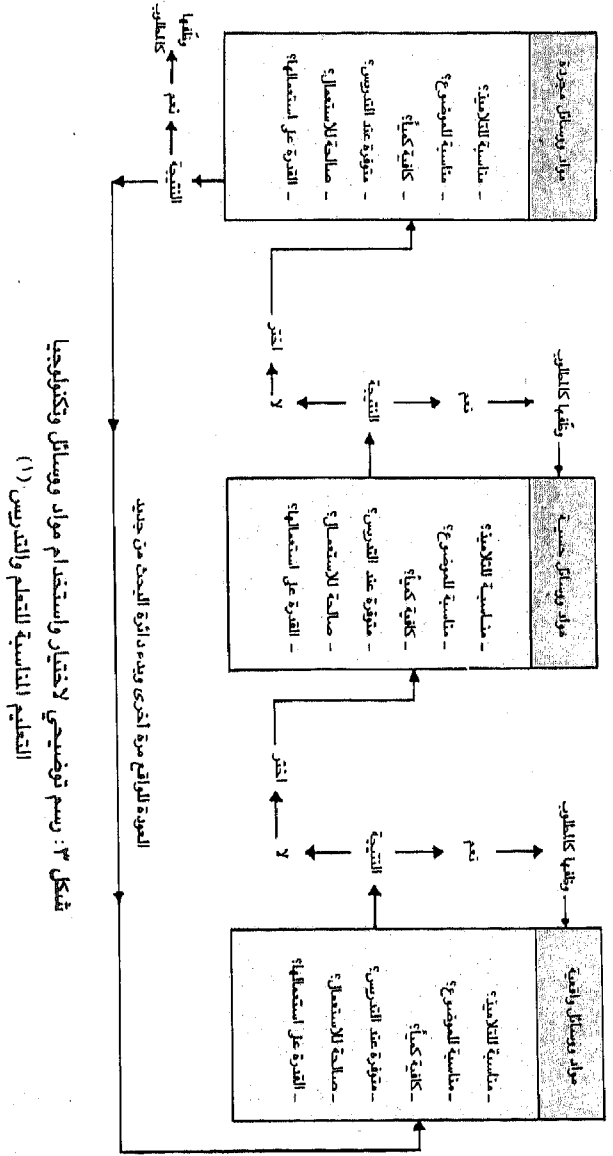 مواد ووسائل واقعية
- مناسبة للتلاميذ؟
- مناسبة للموضوع؟
- كافية كمياً؟
- متوفرة عند التدريس؟
- صالحة للاستعمال؟
- القدرة على استعمالها؟
وظفها كالمطلوب
نعم
النتيجة
لا
اختر
مواد ووسائل حسية
- مناسبة للتلاميذ؟
- مناسبة للموضوع؟
- كافية كمياً؟
- متوفرة عند التدريس؟
- صالحة للاستعمال؟
- القدرة على استعمالها؟
وظفها كالمطلوب
نعم
النتيجة
لا
اختر
مواد ووسائل مجردة
- مناسبة للتلاميذ؟
- مناسبة للموضوع؟
- كافية كمياً؟
- متوفرة عند التدريس؟
- صالحة للاستعمال؟
- القدرة على استعمالها؟
النتيجة
نعم
وظفها
كالمطلوب
العودة للواقع مرة أخرى وبدء دائرة البحث من جديد
شكل ٣: رسم توضيحي لاختيار واستخدام مواد ووسائل وتكنولوجيا
التعليم المناسبة للتعلم والتدريس (١)